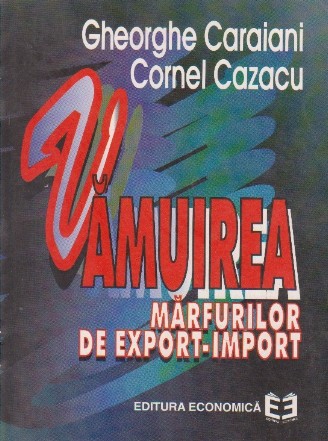 Gheorghe Caraiani
Cornel Cazacu
VĂMUIREA
MĂRFURILOR
DE EXPORT-IMPORT
EDITURA ECONOMICĂ